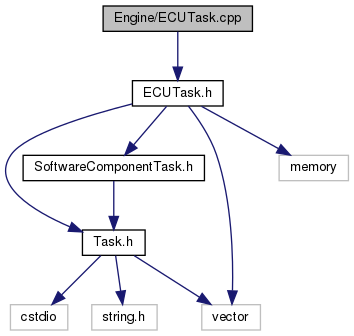 Engine/ECUTask.cpp
ECUTask.h
SoftwareComponentTask.h
memory
Task.h
cstdio
string.h
vector